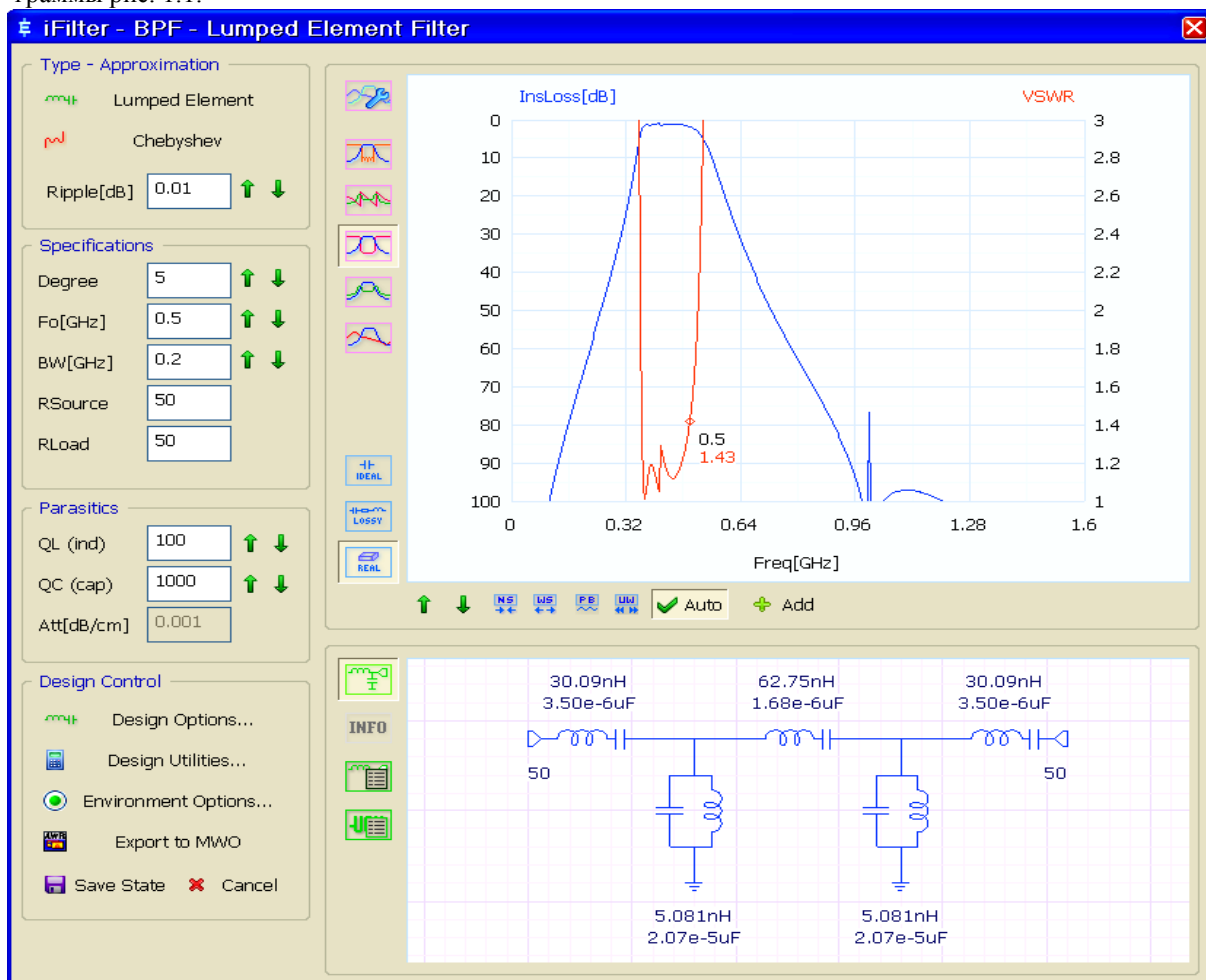 граммы рис. 1.1.
iFilter - BPF - Lumped Element Filter
Type - Approximation
Lumped Element
Chebyshev
Ripple[dB] 0.01
Specifications
Degree 5
Fo[GHz] 0.5
BW[GHz] 0.2
RSource 50
RLoad 50
Parasitics
QL (ind) 100
QC (cap) 1000
Att[dB/cm] 0.001
Design Control
Design Options...
Design Utilities...
Environment Options...
AWR
Export to MWO
Save State Cancel
IDEAL
LOSSY
REAL
InsLoss[dB] VSWR
0 3
10 2.8
20 2.6
30 2.4
40 2.2
50 2
60 1.8
70 1.6
80 1.4
90 1.2
100 1
0.5
1.43
0 0.32 0.64 0.96 1.28 1.6
Freq[GHz]
NS WS PB UW Auto Add
INFO
30.09nH 62.75nH 30.09nH
3.50e-6uF 1.68e-6uF 3.50e-6uF
50 50
5.081nH 5.081nH
2.07e-5uF 2.07e-5uF